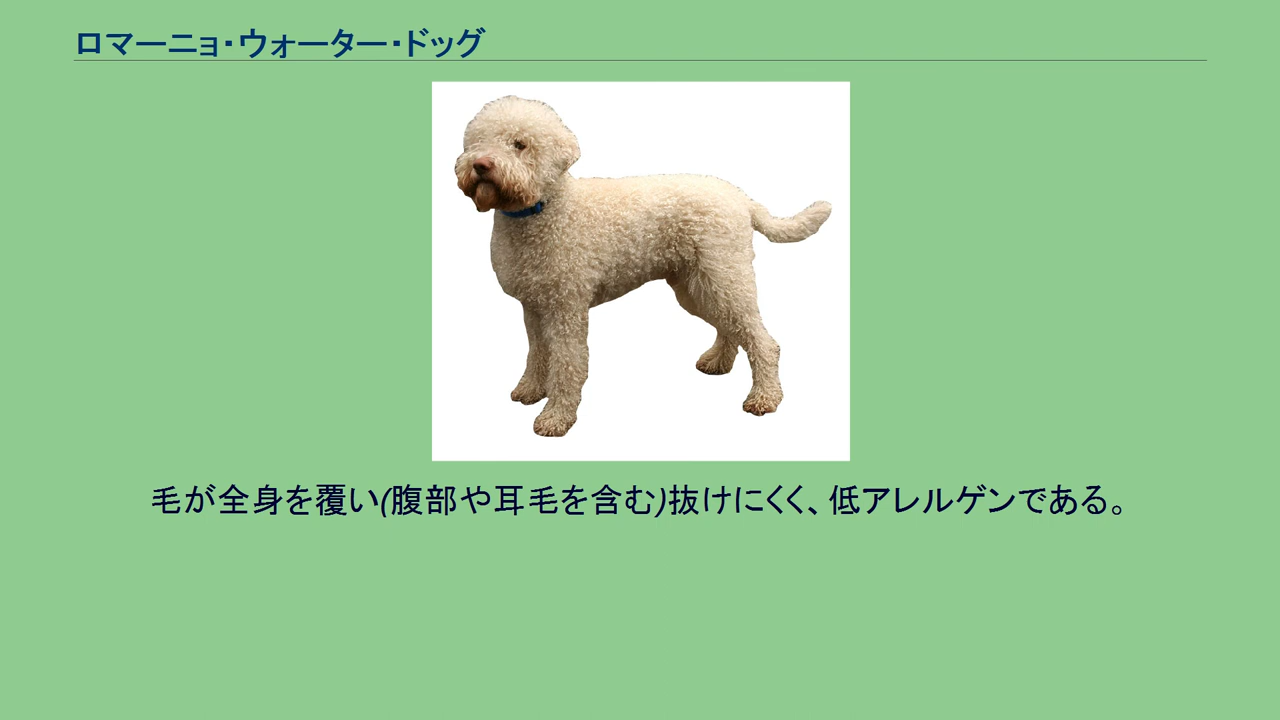 ロマーニョ・ウォーター・ドッグ
毛が全身を覆い(腹部や耳毛を含む)抜けにくく、低アレルゲンである。